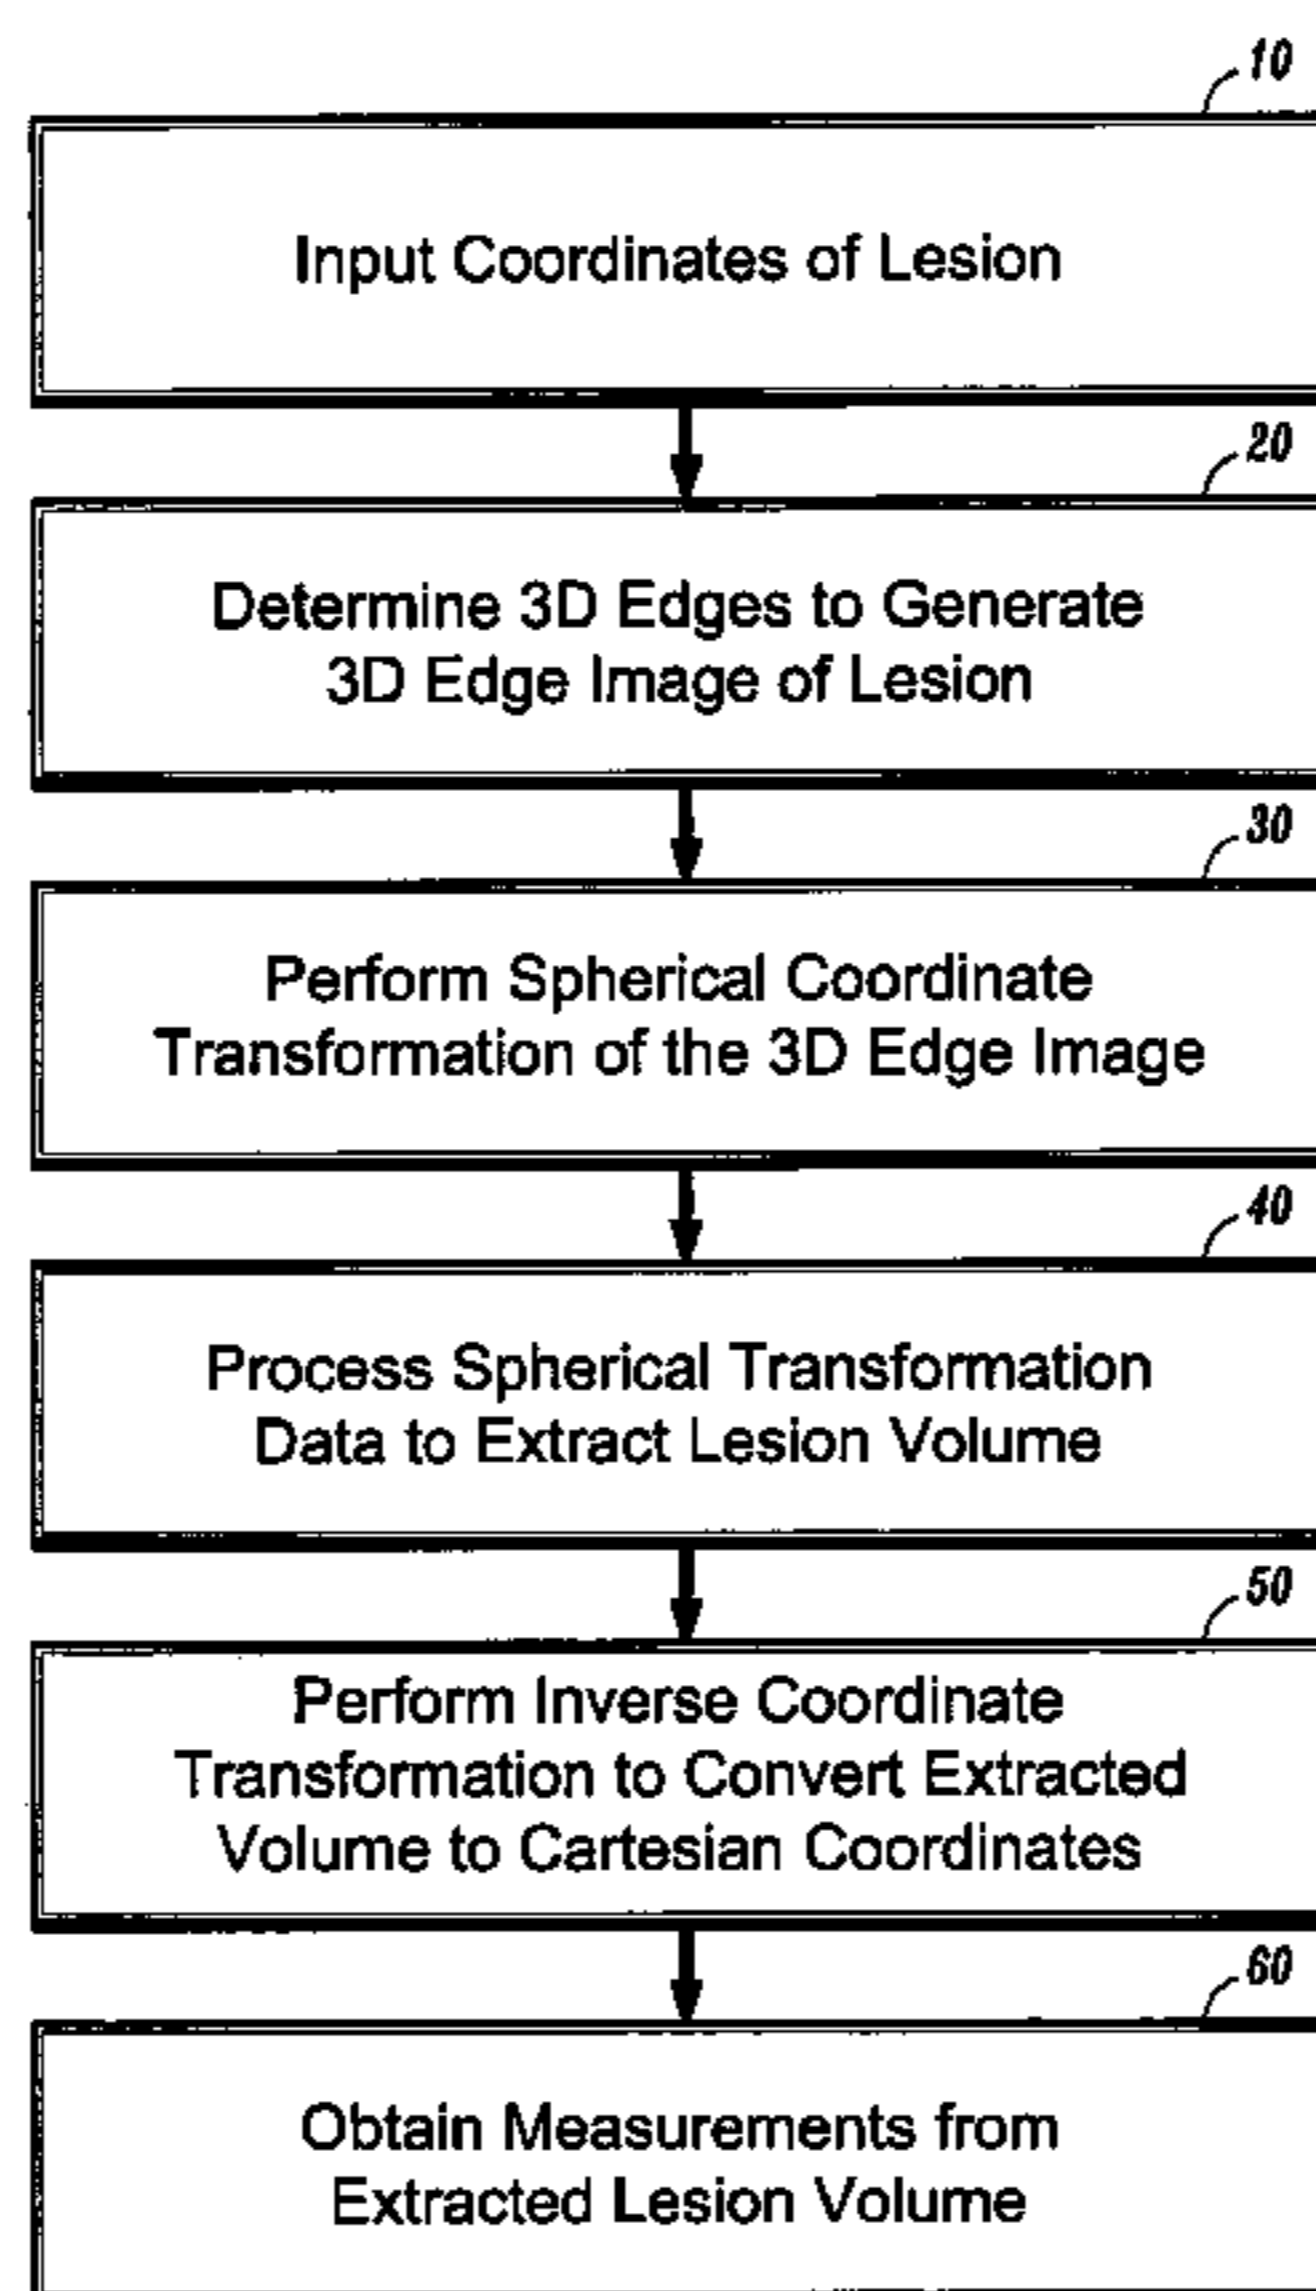 10
Input Coordinates of Lesion
20
Determine 3D Edges to Generate
3D Edge Image of Lesion
30
Perform Spherical Coordinate
Transformation of the 3D Edge Image
40
Process Spherical Transformation
Data to Extract Lesion Volume
50
Perform Inverse Coordinate
Transformation to Convert Extracted
Volume to Cartesian Coordinates
60
Obtain Measurements from
Extracted Lesion Volume